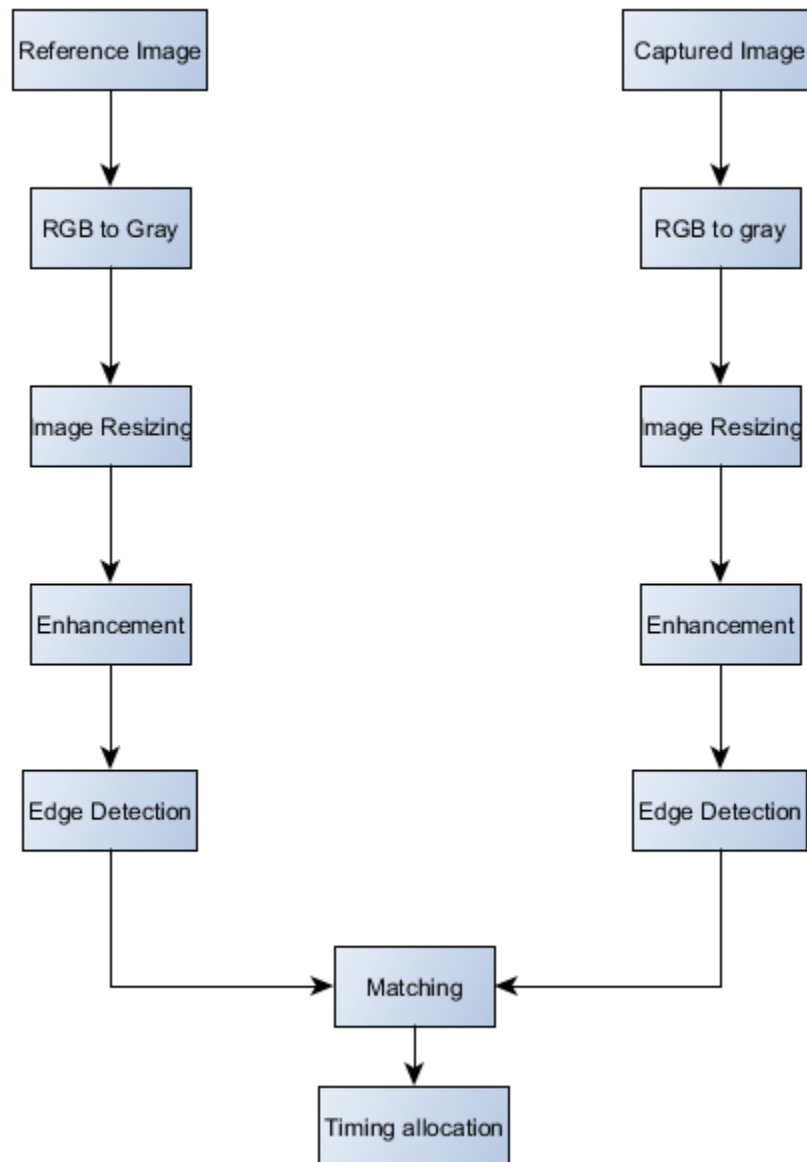 Reference Image
Captured Image
RGB to Gray
RGB to gray
Image Resizing
Image Resizing
Enhancement
Enhancement
Edge Detection
Edge Detection
Matching
Timing allocation